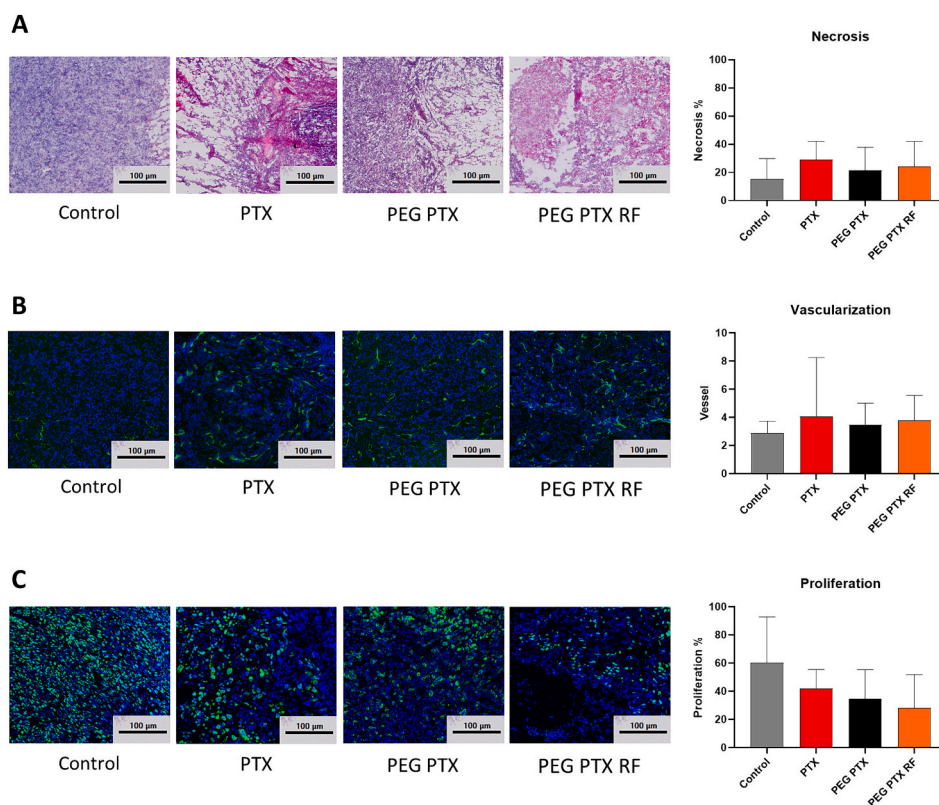 A
100 µm
100 µm
100 µm
100 µm
Control
PTX
PEG PTX
PEG PTX RF
Necrosis
Necrosis %
100
80
60
40
20
0
Control
PTX
PEG PTX
PEG PTX RF
B
100 µm
100 µm
100 µm
100 µm
Control
PTX
PEG PTX
PEG PTX RF
Vascularization
Vessel
10
8
6
4
2
0
Control
PTX
PEG PTX
PEG PTX RF
C
100 µm
100 µm
100 µm
100 µm
Control
PTX
PEG PTX
PEG PTX RF
Proliferation
Proliferation %
100
80
60
40
20
0
Control
PTX
PEG PTX
PEG PTX RF